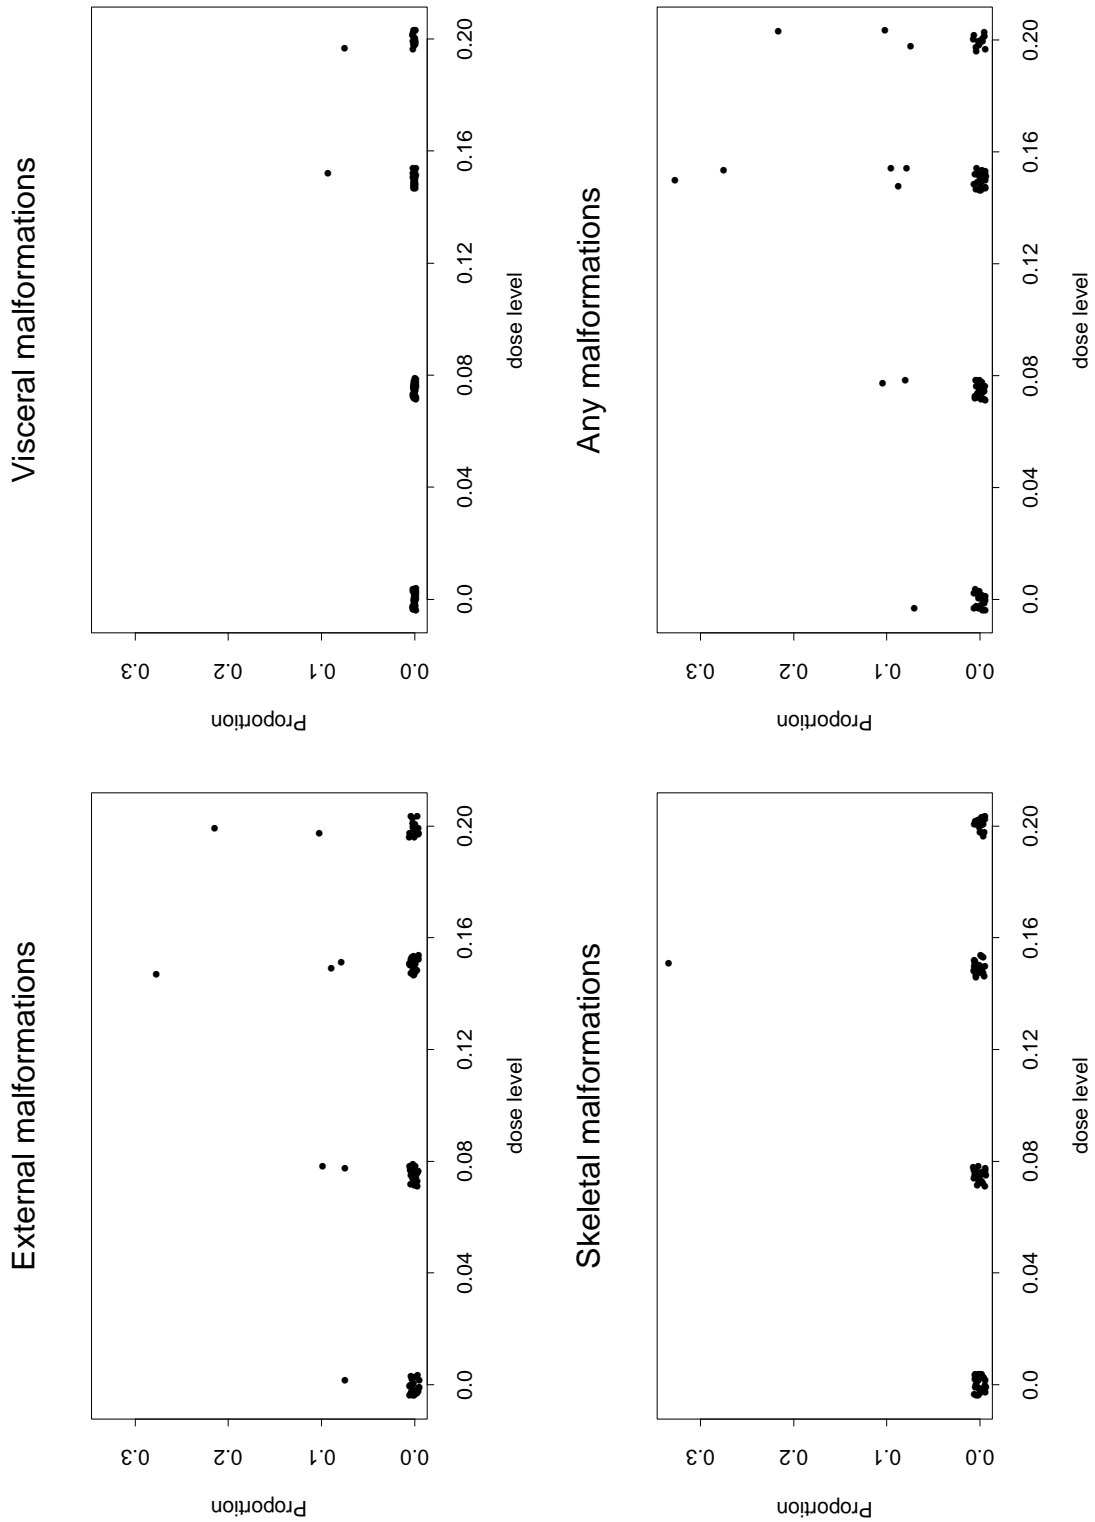 External malformations
Proportion
0.3
0.2
0.1
0.0
0.0 0.04 0.08 0.12 0.16 0.20
dose level
Visceral malformations
Proportion
0.3
0.2
0.1
0.0
0.0 0.04 0.08 0.12 0.16 0.20
dose level
Skeletal malformations
Proportion
0.3
0.2
0.1
0.0
0.0 0.04 0.08 0.12 0.16 0.20
dose level
Any malformations
Proportion
0.3
0.2
0.1
0.0
0.0 0.04 0.08 0.12 0.16 0.20
dose level